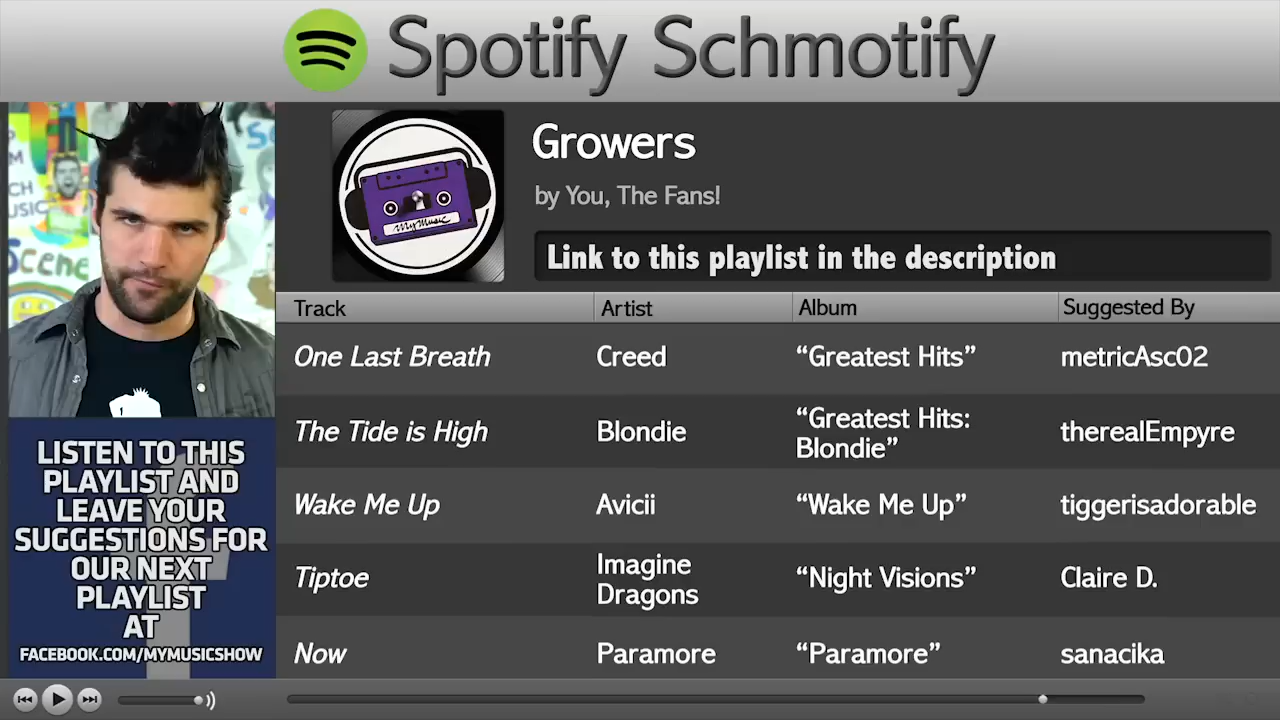 Spotify Schmotify
Growers
by You, The Fans!
MyMusic
Link to this playlist in the description
Track Artist Album Suggested By
One Last Breath Creed “Greatest Hits” metricAsc02
The Tide is High Blondie “Greatest Hits: Blondie” therealEmpyre
Wake Me Up Avicii “Wake Me Up” tiggerisadorable
Tiptoe Imagine Dragons “Night Visions” Claire D.
Now Paramore “Paramore” sanacika
Scene
LISTEN TO THIS
PLAYLIST AND
LEAVE YOUR
SUGGESTIONS FOR
OUR NEXT
PLAYLIST
AT
FACEBOOK.COM/MYMUSICSHOW